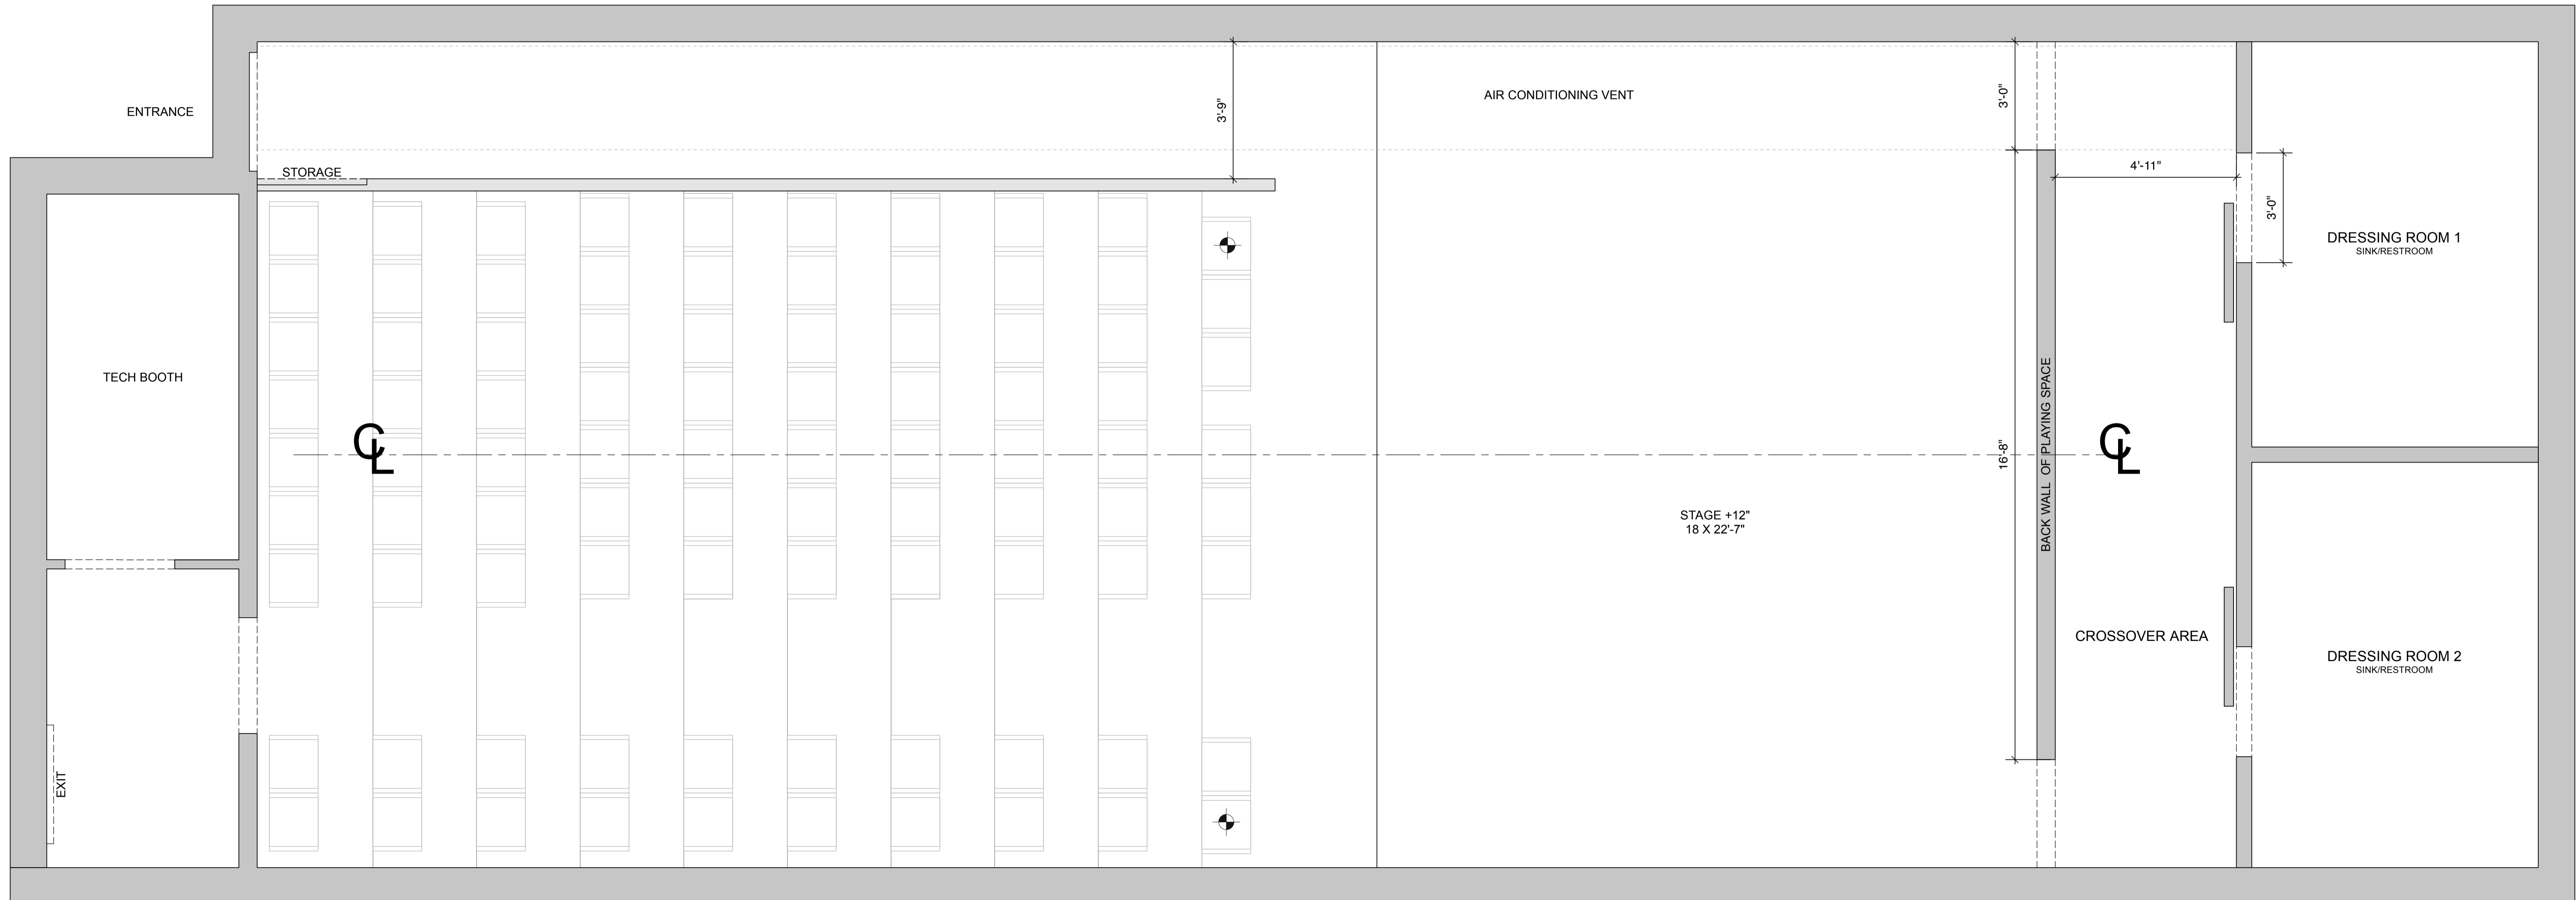 ENTRANCE
3'-9"
AIR CONDITIONING VENT
3'-0"
STORAGE
4'-11"
3'-0"
DRESSING ROOM 1
SINK/RESTROOM
TECH BOOTH
BACK WALL OF PLAYING SPACE
CL
CL
16'-8"
STAGE +12"
18 X 22'-7"
CROSSOVER AREA
DRESSING ROOM 2
SINK/RESTROOM
EXIT